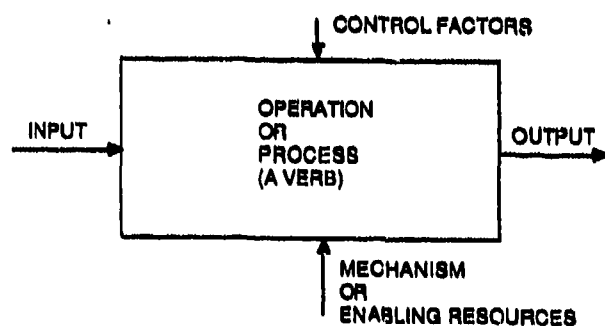 CONTROL FACTORS
OPERATION
OR
PROCESS
(A VERB)
INPUT
OUTPUT
MECHANISM
OR
ENABLING RESOURCES